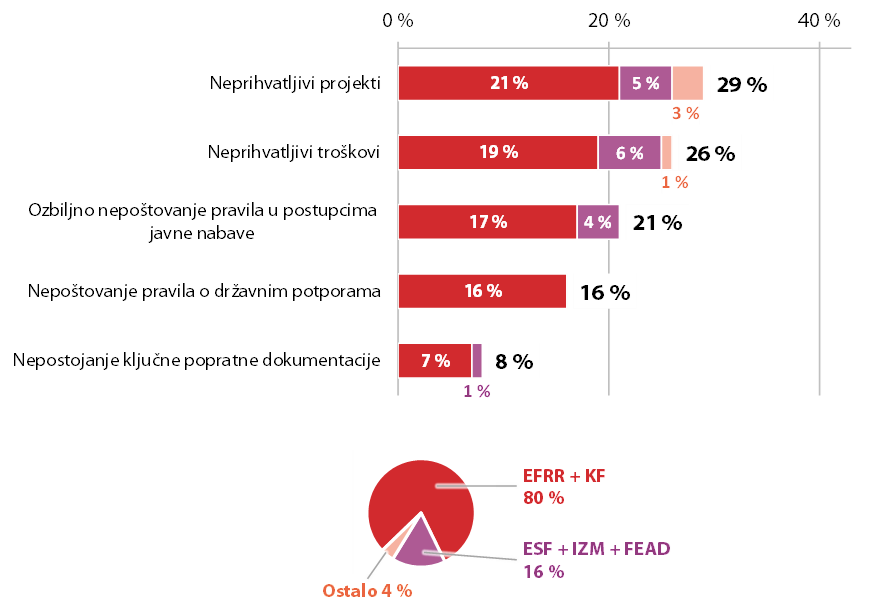 0 %
20 %
40 %
Neprihvatljivi projekti
21 %
5 %
29 %
3 %
Neprihvatljivi troškovi
19 %
6 %
26 %
1 %
Ozbiljno nepoštovanje pravila u postupcima
javne nabave
17 %
4 %
21 %
Nepoštovanje pravila o državnim potporama
16 %
16 %
Nepostojanje ključne popratne dokumentacije
7 %
8 %
1 %
EFRR + KF
80 %
ESF + IZM + FEAD
16 %
Ostalo 4 %